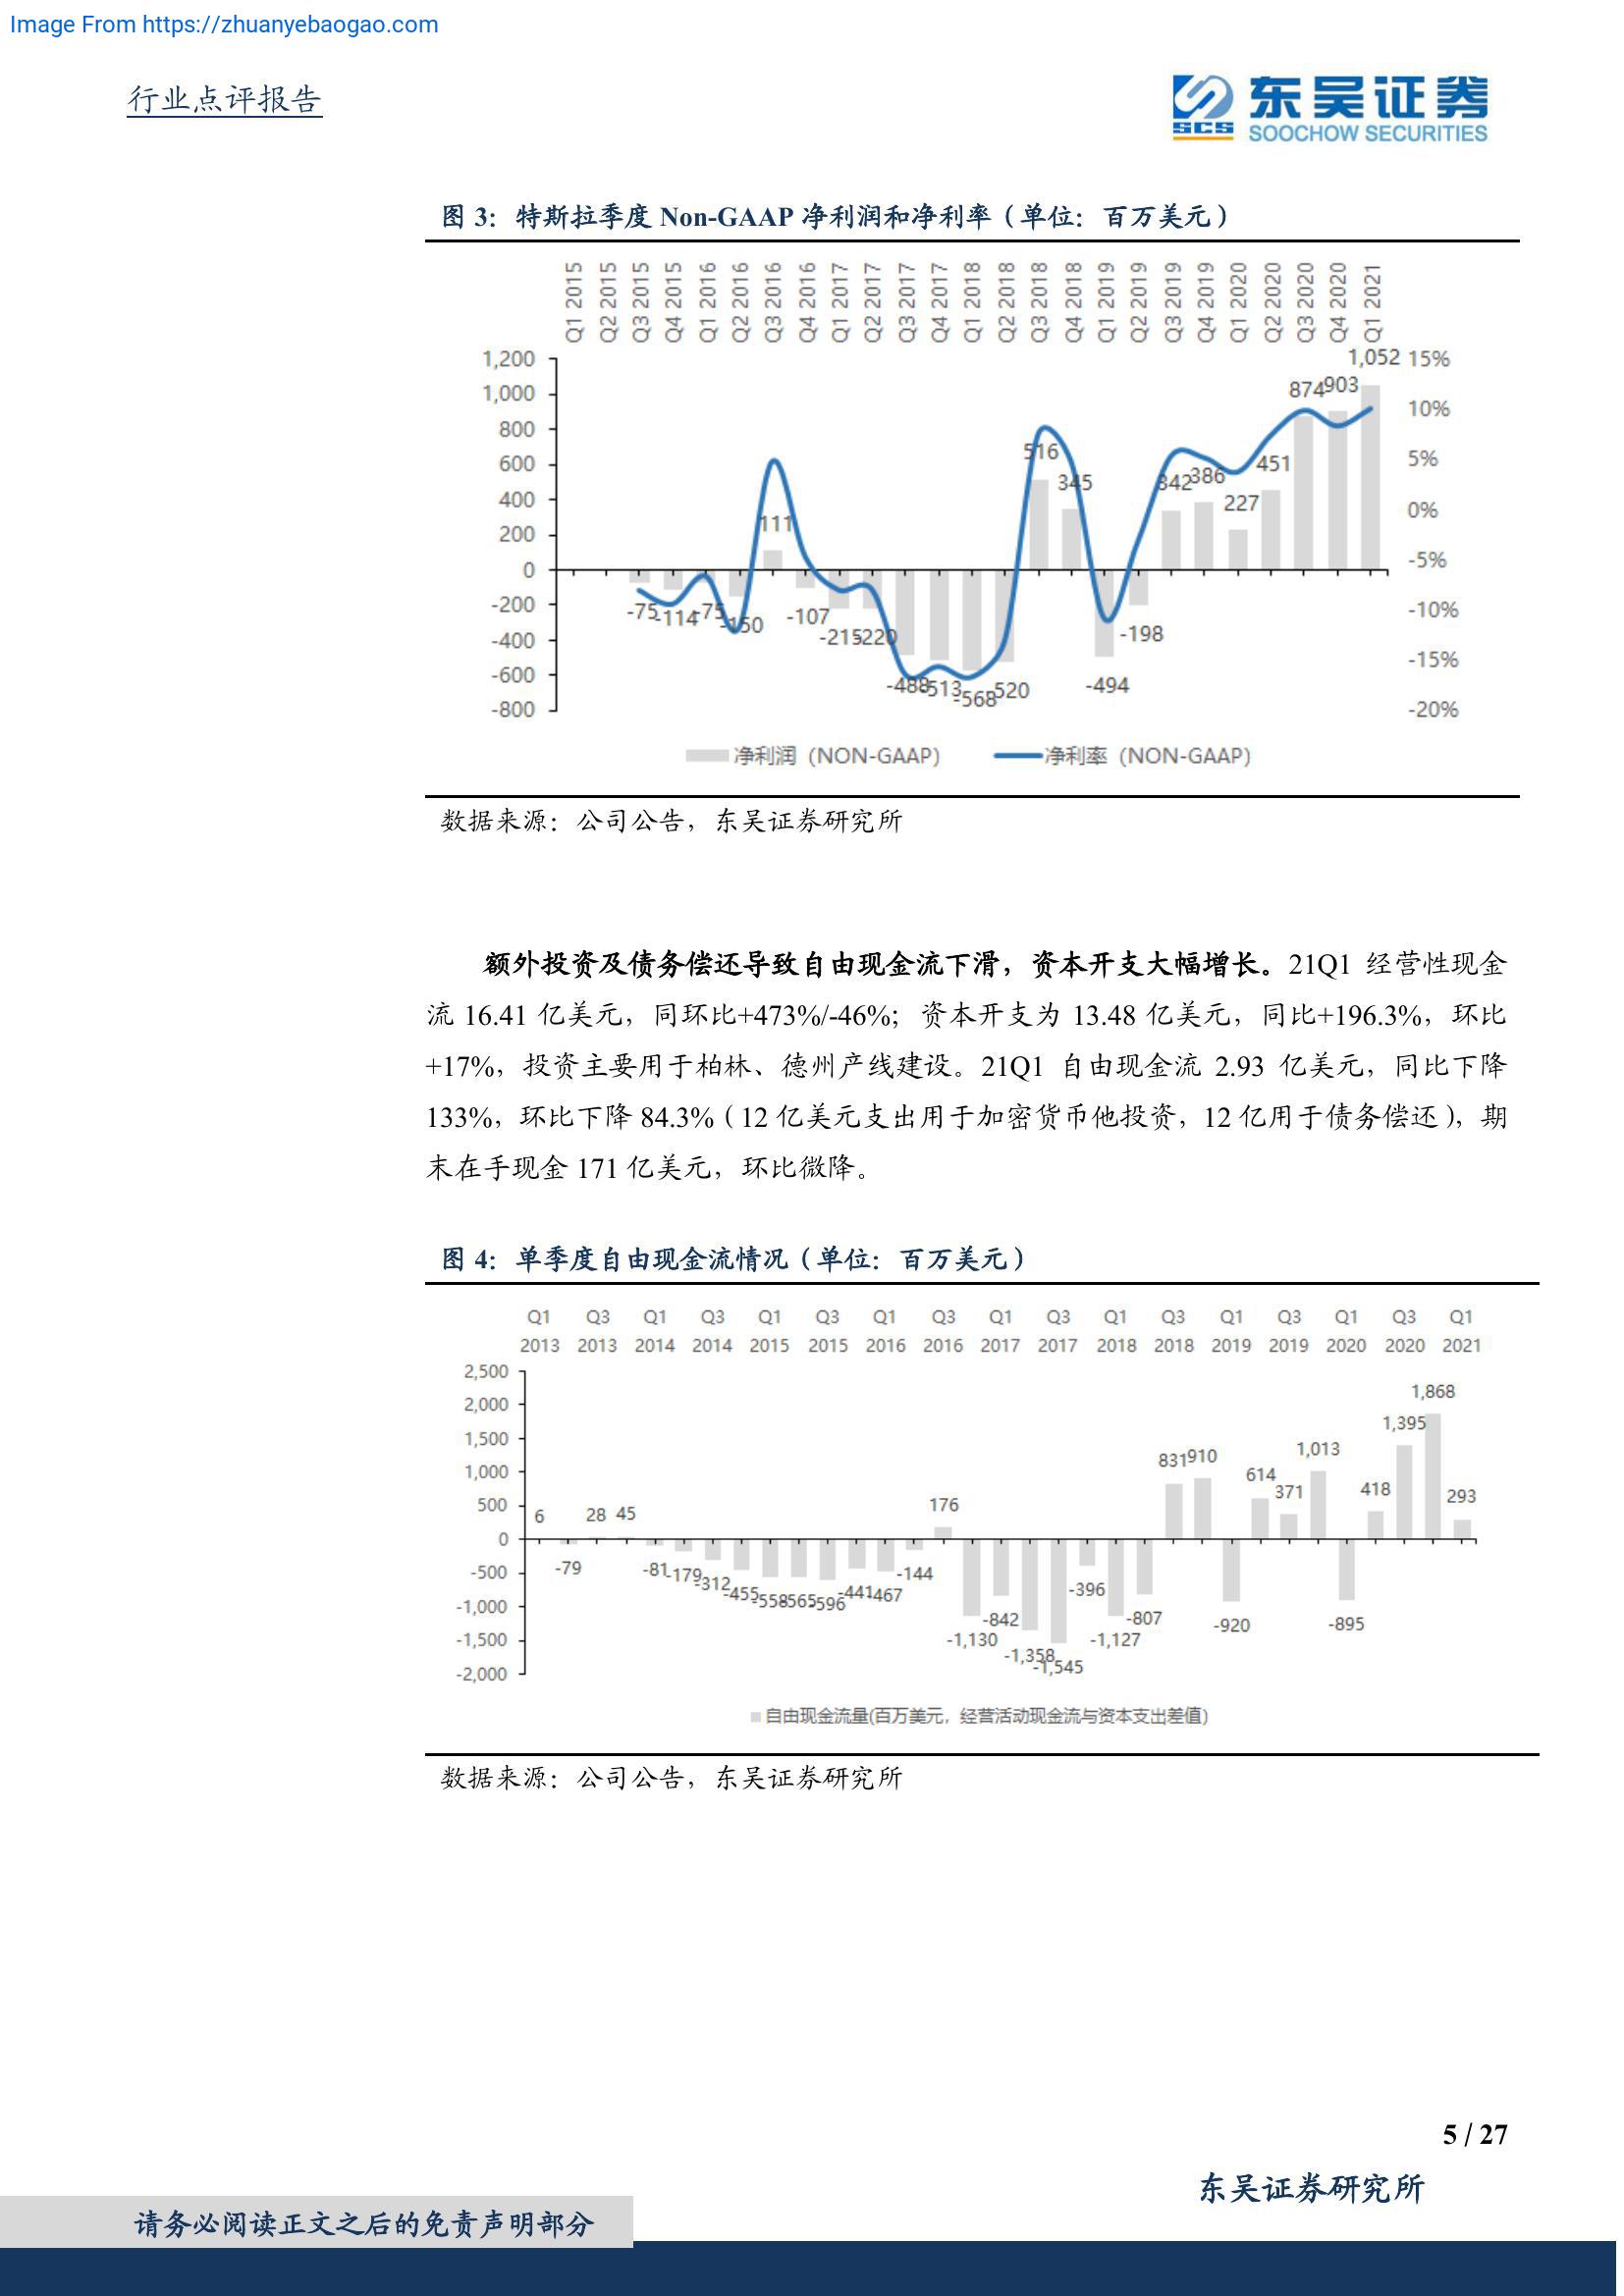 Image From https://zhuanyebaogao.com
行业点评报告
东吴证券
SCS
SOOCHOW SECURITIES
图 3：特斯拉季度 Non-GAAP 净利润和净利率（单位：百万美元）
Q1 2015
Q2 2015
Q3 2015
Q4 2015
Q1 2016
Q2 2016
Q3 2016
Q4 2016
Q1 2017
Q2 2017
Q3 2017
Q4 2017
Q1 2018
Q2 2018
Q3 2018
Q4 2018
Q1 2019
Q2 2019
Q3 2019
Q4 2019
Q1 2020
Q2 2020
Q3 2020
Q4 2020
Q1 2021
1,200
1,000
800
600
400
200
0
-200
-400
-600
-800
-75
-114
-75
-150
111
-107
-215
-220
-488
-513
-568
-520
516
345
-494
-198
342
386
227
451
874
903
1,052
15%
10%
5%
0%
-5%
-10%
-15%
-20%
净利润（NON-GAAP）
净利率（NON-GAAP）
数据来源：公司公告，东吴证券研究所
额外投资及债务偿还导致自由现金流下滑，资本开支大幅增长。21Q1 经营性现金
流 16.41 亿美元，同环比+473%/-46%；资本开支为 13.48 亿美元，同比+196.3%，环比
+17%，投资主要用于柏林、德州产线建设。21Q1 自由现金流 2.93 亿美元，同比下降
133%，环比下降 84.3%（12 亿美元支出用于加密货币他投资，12 亿用于债务偿还），期
末在手现金 171 亿美元，环比微降。
图 4：单季度自由现金流情况（单位：百万美元）
Q1 Q3 Q1 Q3 Q1 Q3 Q1 Q3 Q1 Q3 Q1 Q3 Q1 Q3 Q1 Q3 Q1
2013 2013 2014 2014 2015 2015 2016 2016 2017 2017 2018 2018 2019 2019 2020 2020 2021
2,500
2,000
1,500
1,000
500
0
-500
-1,000
-1,500
-2,000
6
-79
28
45
-81
-179
-312
-455
-558
-565
-596
-441
-467
-144
176
-1,130
-842
-1,358
-1,545
-396
-1,127
-807
831
910
-920
614
371
1,013
-895
418
1,395
1,868
293
自由现金流量(百万美元，经营活动现金流与资本支出差值)
数据来源：公司公告，东吴证券研究所
5 / 27
东吴证券研究所
请务必阅读正文之后的免责声明部分